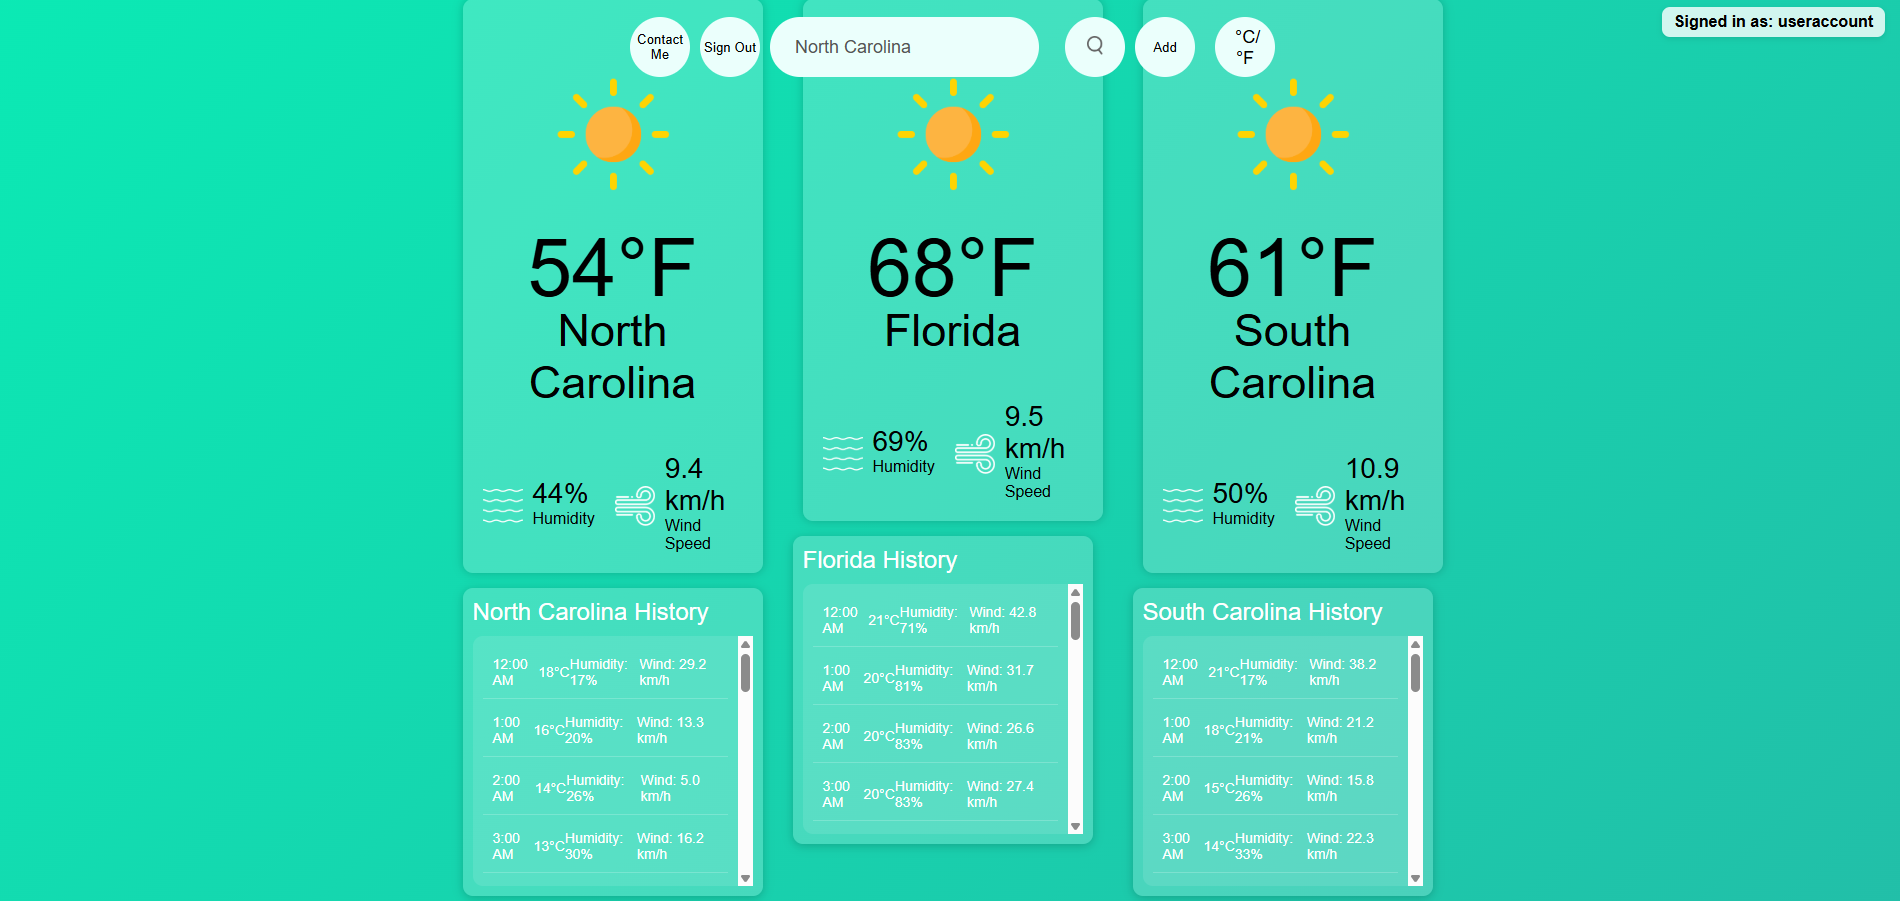 Signed in as: useraccount
Contact
Me
Sign Out
North Carolina
Add
°C/
°F
54°F
North
Carolina
44%
Humidity
9.4
km/h
Wind
Speed
68°F
Florida
69%
Humidity
9.5
km/h
Wind
Speed
61°F
South
Carolina
50%
Humidity
10.9
km/h
Wind
Speed
North Carolina History
12:00
AM
18°C
Humidity:
17%
Wind: 29.2
km/h
1:00
AM
16°C
Humidity:
20%
Wind: 13.3
km/h
2:00
AM
14°C
Humidity:
26%
Wind: 5.0
km/h
3:00
AM
13°C
Humidity:
30%
Wind: 16.2
km/h
Florida History
12:00
AM
21°C
Humidity:
71%
Wind: 42.8
km/h
1:00
AM
20°C
Humidity:
81%
Wind: 31.7
km/h
2:00
AM
20°C
Humidity:
83%
Wind: 26.6
km/h
3:00
AM
20°C
Humidity:
83%
Wind: 27.4
km/h
South Carolina History
12:00
AM
21°C
Humidity:
17%
Wind: 38.2
km/h
1:00
AM
18°C
Humidity:
21%
Wind: 21.2
km/h
2:00
AM
15°C
Humidity:
26%
Wind: 15.8
km/h
3:00
AM
14°C
Humidity:
33%
Wind: 22.3
km/h